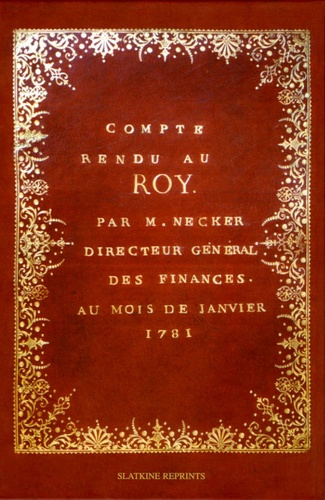 COMPTE
RENDU AU
ROY.
PAR M. NECKER
DIRECTEUR GENERAL
DES FINANCES.
AU MOIS DE JANVIER
1781
SLATKINE REPRINTS